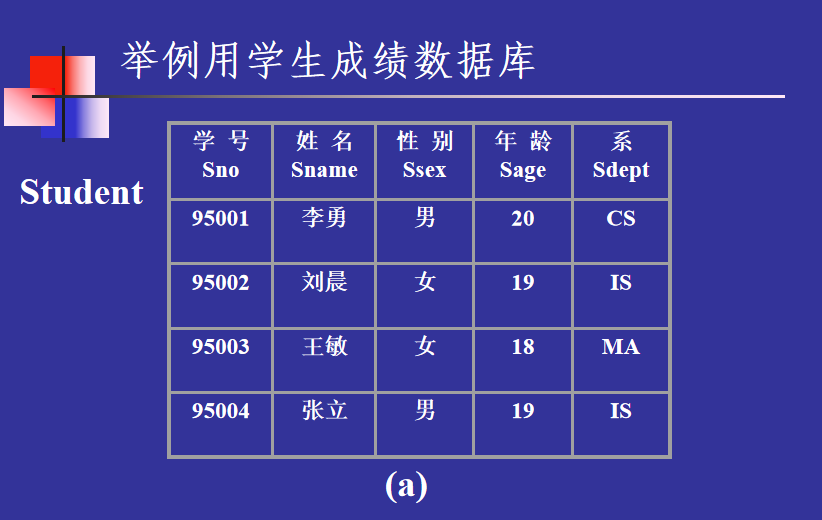 举例用学生成绩数据库
Student
学 号 姓 名 性 别 年 龄 系
Sno Sname Ssex Sage Sdept
95001 李勇 男 20 CS
95002 刘晨 女 19 IS
95003 王敏 女 18 MA
95004 张立 男 19 IS
(a)